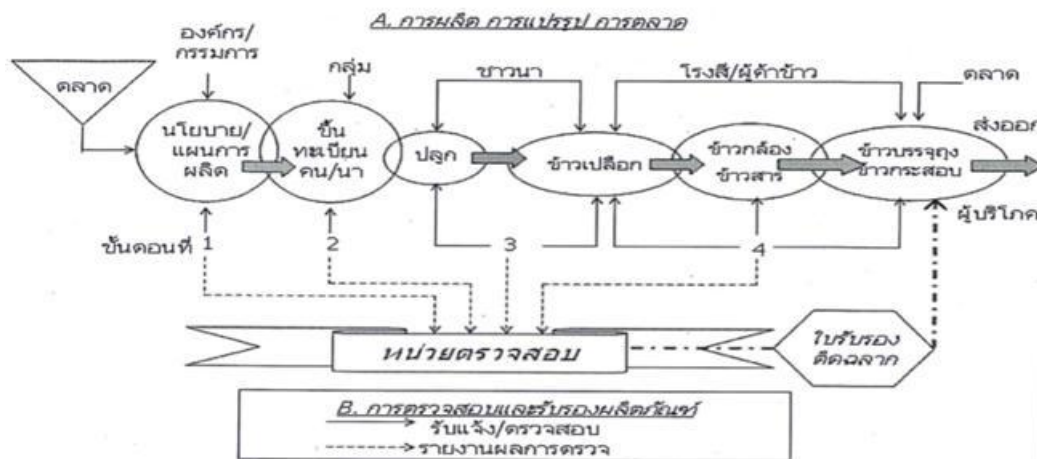 A. การผลิต การแปรรูป การตลาด
องค์กร/
กรรมการ
ตลาด
กลุ่ม
ชาวนา
โรงสี/ผู้ค้าข้าว
ตลาด
นโยบาย/
แผนการ
ผลิต
ขึ้น
ทะเบียน
คน/นา
ปลูก
ข้าวเปลือก
ข้าวกล้อง
ข้าวสาร
ข้าวบรรจุถุง
ข้าวกระสอบ
ส่งออก
ผู้บริโภค
ขั้นตอนที่ 1 2 3 4
หน่วยตรวจสอบ
ใบรับรอง
ติดฉลาก
B. การตรวจสอบและรับรองผลิตภัณฑ์
รับแจ้ง/ตรวจสอบ
รายงานผลการตรวจ